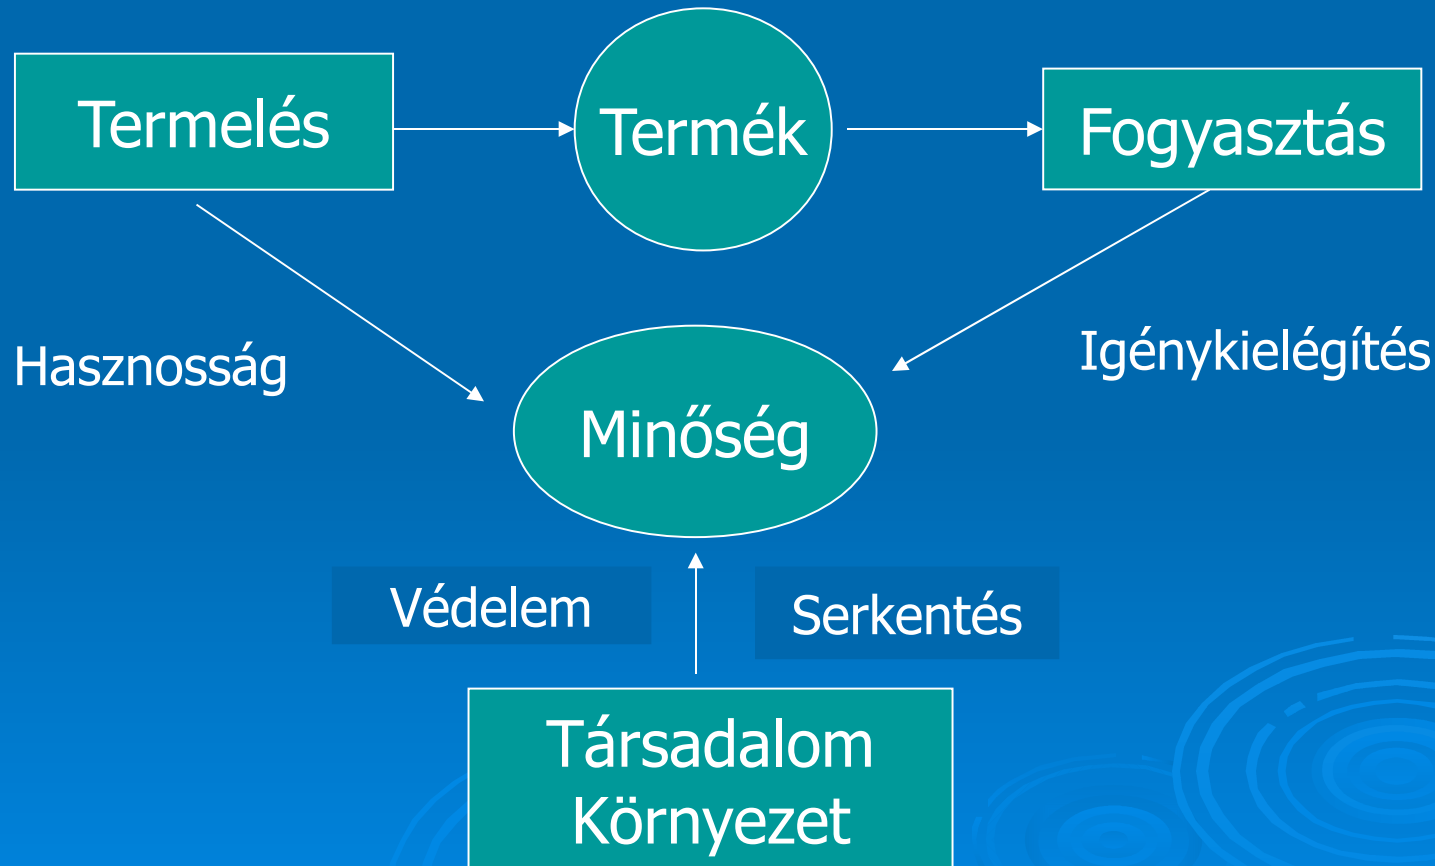 Termelés
Termék
Fogyasztás
Hasznosság
Igénykielégítés
Minőség
Védelem
Serkentés
Társadalom
Környezet